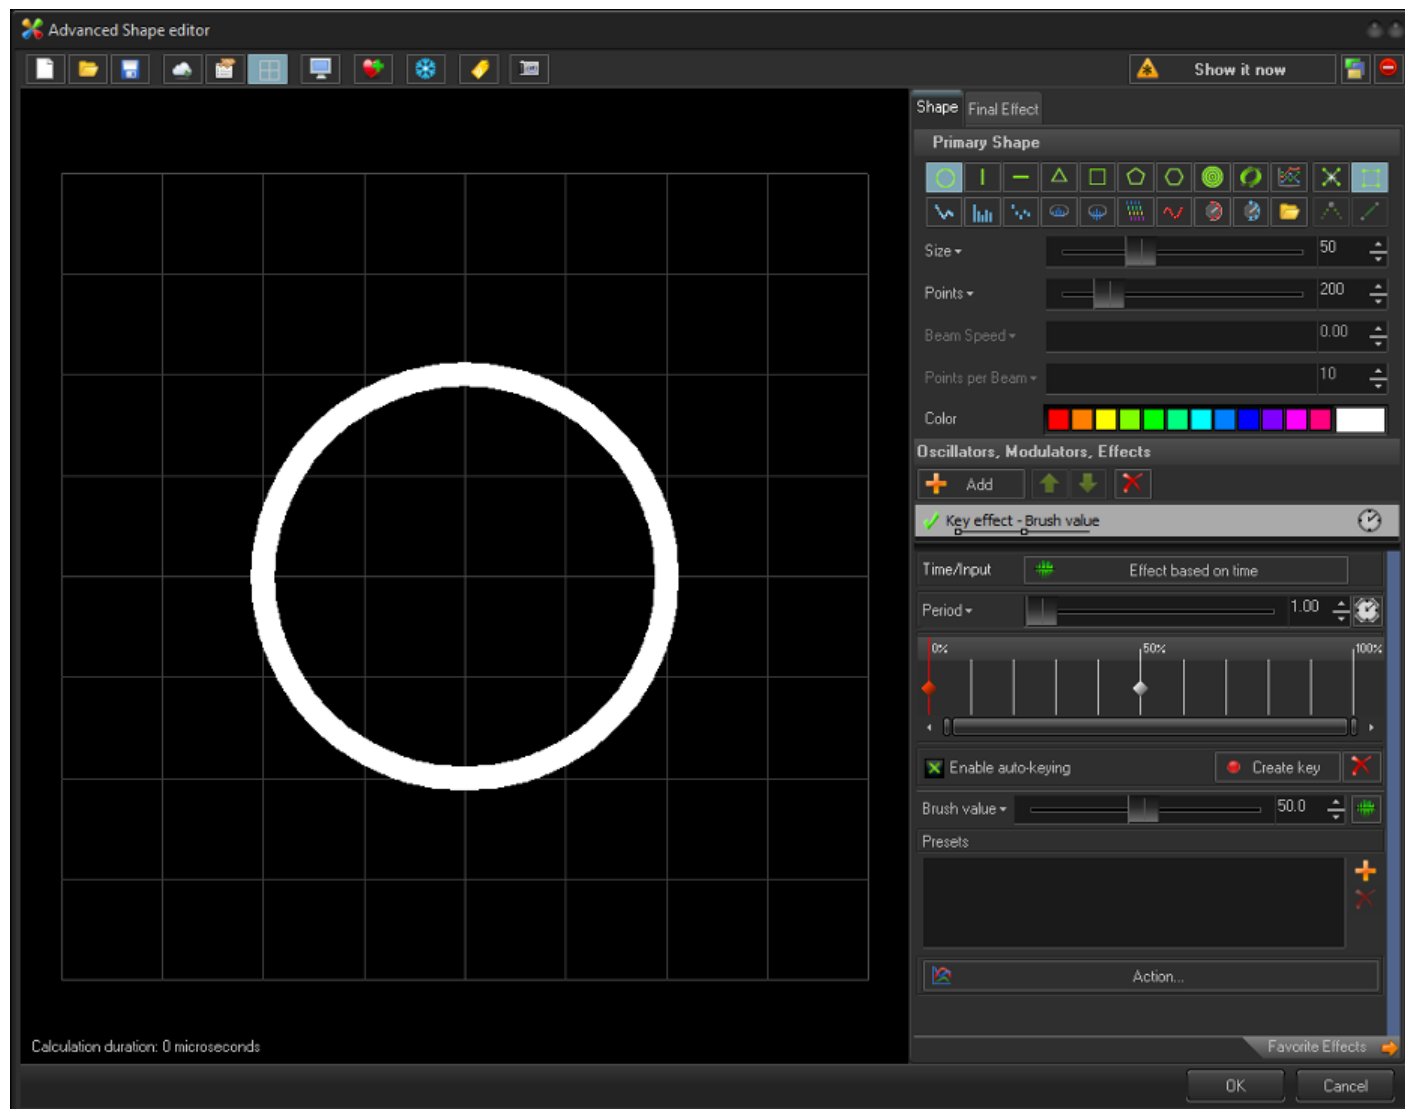 Advanced Shape editor
Show it now
Shape Final Effect
Primary Shape
Size 50
Points 200
Beam Speed 0.00
Points per Beam 10
Color
Oscillators, Modulators, Effects
Add
Key effect - Brush value
Time/Input Effect based on time
Period 1.00
0% 50% 100%
Enable auto-keying Create key
Brush value 50.0
Presets
Action...
Calculation duration: 0 microseconds
Favorite Effects
OK Cancel